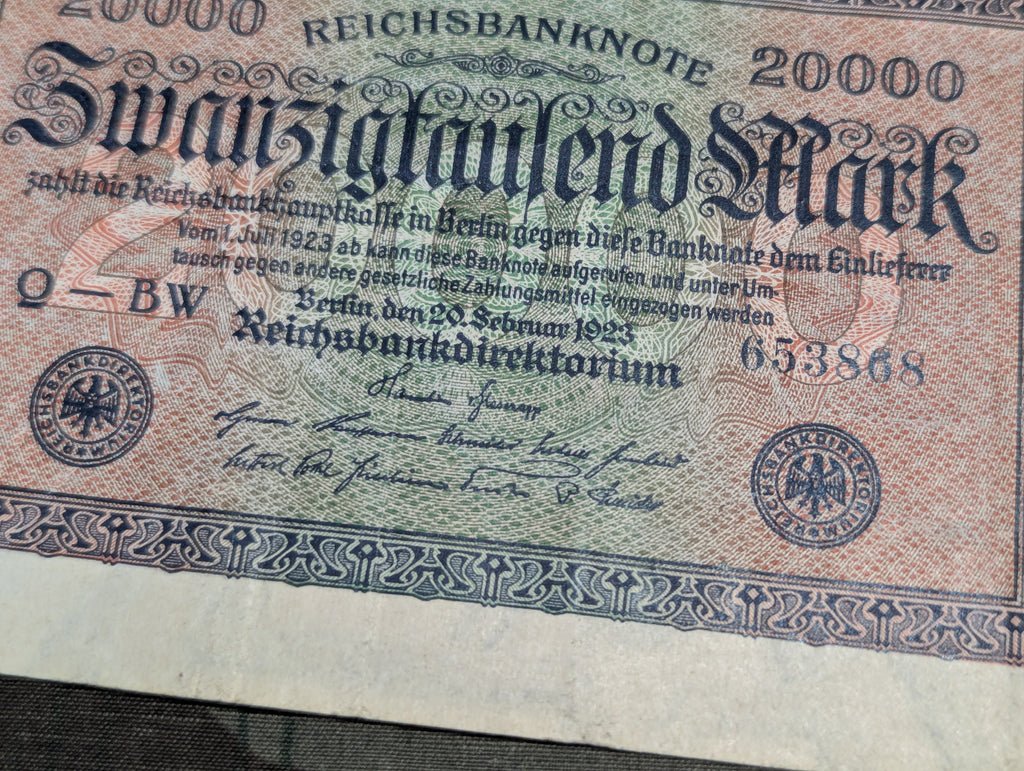 20000
REICHSBANKNOTE
20000
Zwanzigtausend Mark
zahlt die Reichsbankhauptkasse in Berlin gegen diese Banknote dem Einlieferer
Vom 1. Juli 1923 ab kann diese Banknote aufgerufen und unter Um-
tausch gegen andere gesetzliche Zahlungsmittel eingezogen werden
Q — BW
Berlin, den 20. Februar 1923
Reichsbankdirektorium
653868
REICHSBANKDIREKTORIUM
REICHSBANKDIREKTORIUM